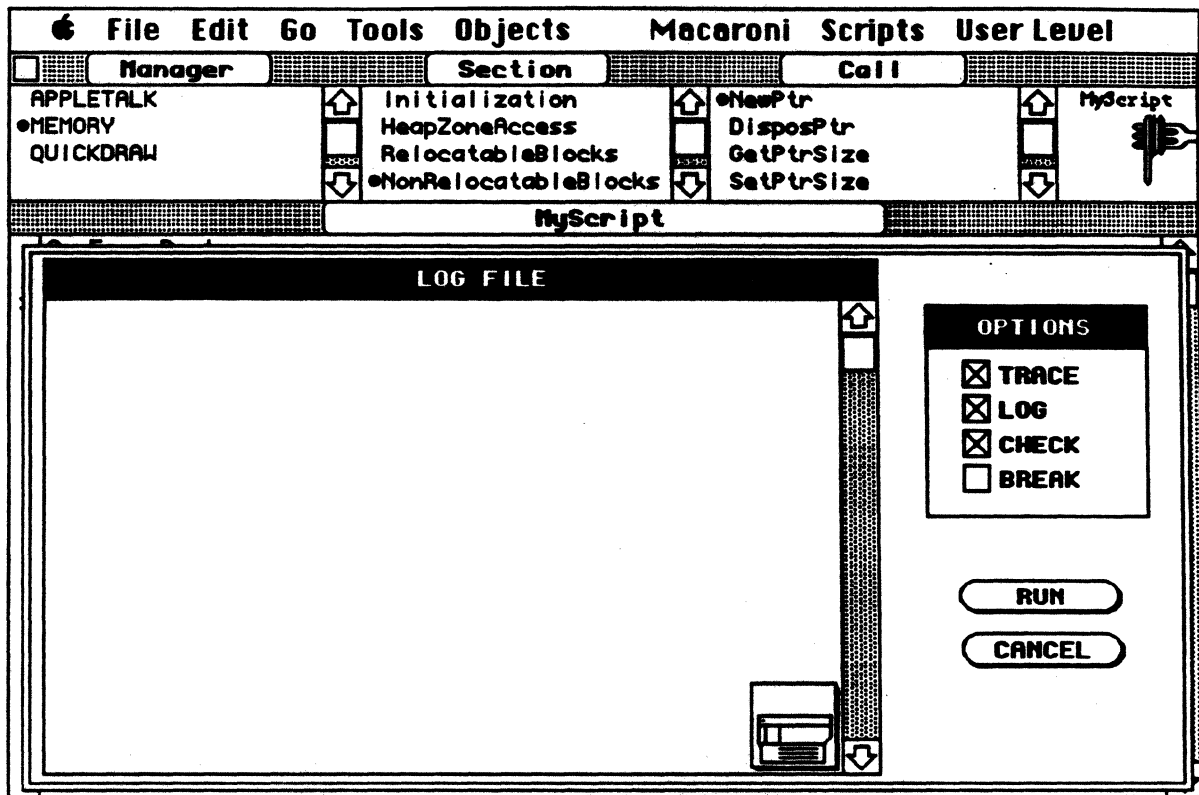 File Edit Go Tools Objects Macaroni Scripts User Level
Manager Section Call
APPLETALK
•MEMORY
QUICKDRAW
Initialization
HeapZoneAccess
RelocatableBlocks
•NonRelocatableBlocks
•NewPtr
DisposPtr
GetPtrSize
SetPtrSize
MyScript
MyScript
LOG FILE
OPTIONS
TRACE
LOG
CHECK
BREAK
RUN
CANCEL